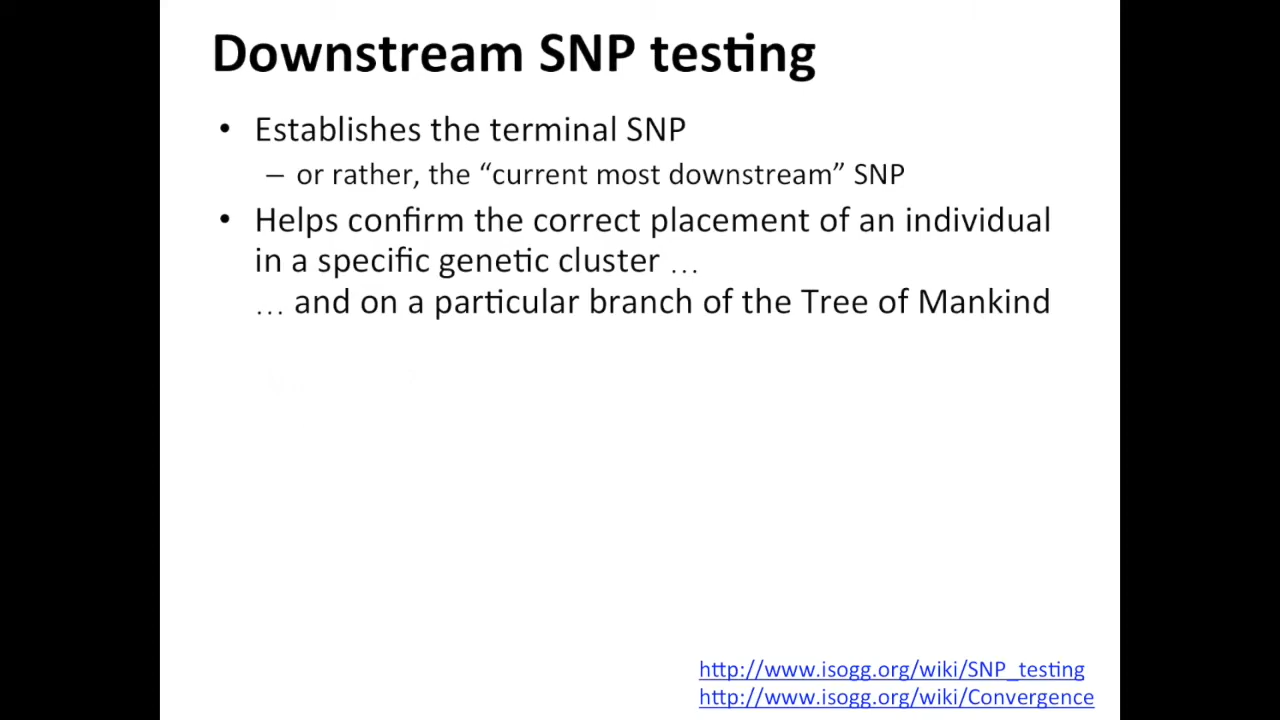 Downstream SNP testing
• Establishes the terminal SNP
– or rather, the “current most downstream” SNP
• Helps confirm the correct placement of an individual
in a specific genetic cluster …
… and on a particular branch of the Tree of Mankind
http://www.isogg.org/wiki/SNP_testing
http://www.isogg.org/wiki/Convergence